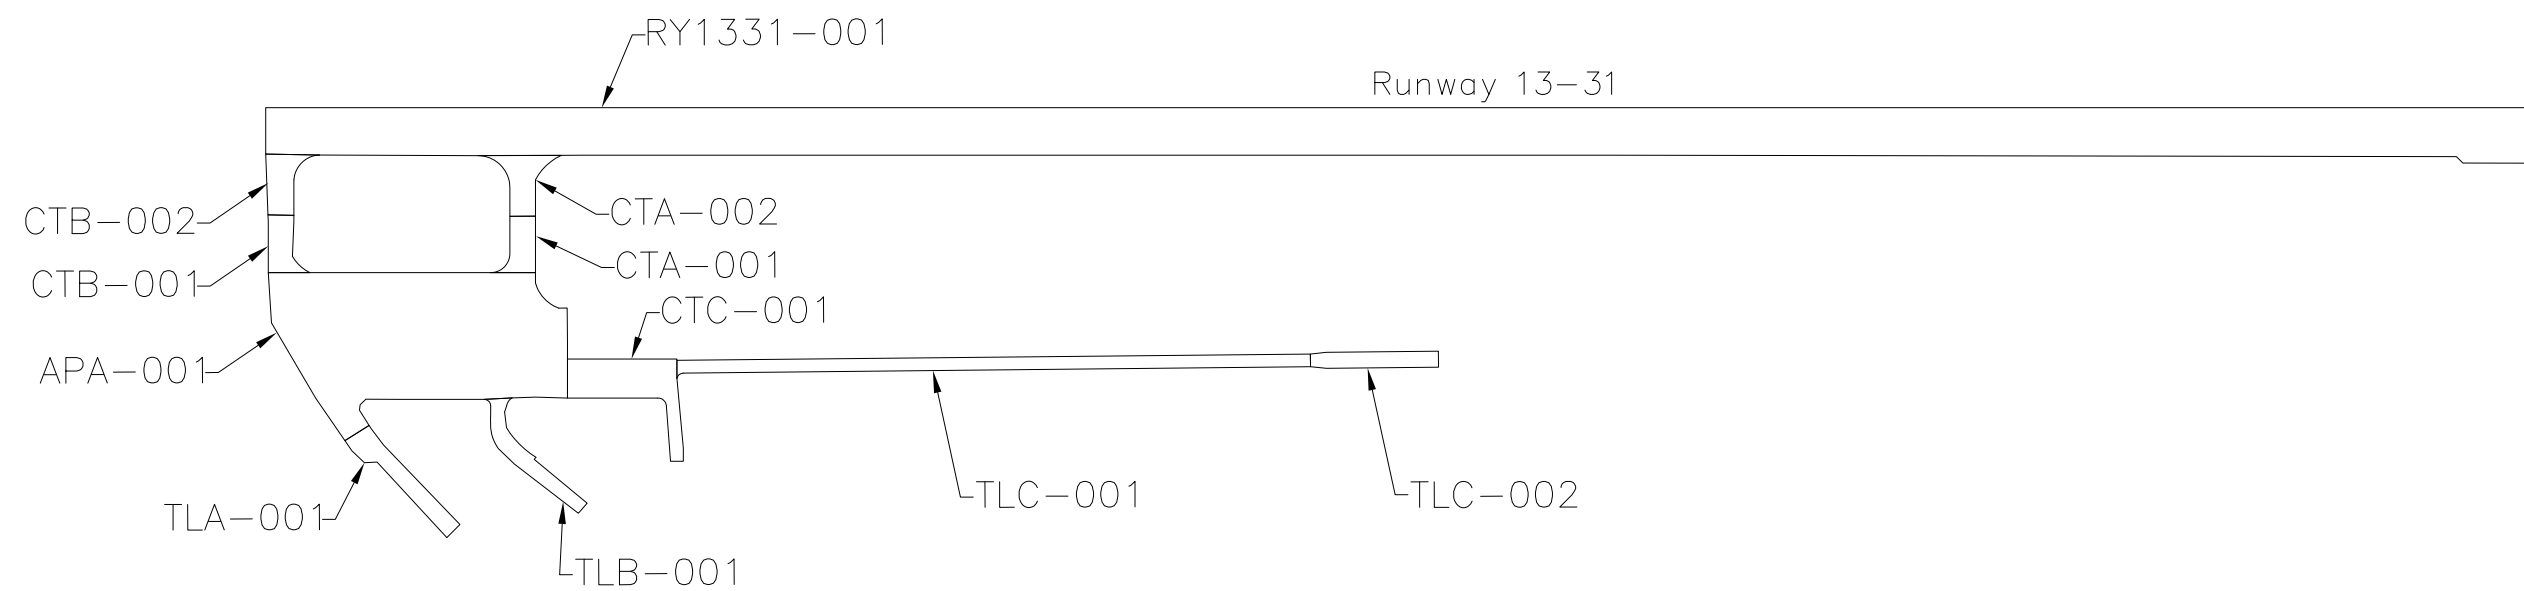 RY1331-001
Runway 13-31
CTB-002
CTA-002
CTA-001
CTB-001
CTC-001
APA-001
TLC-001
TLC-002
TLA-001
TLB-001